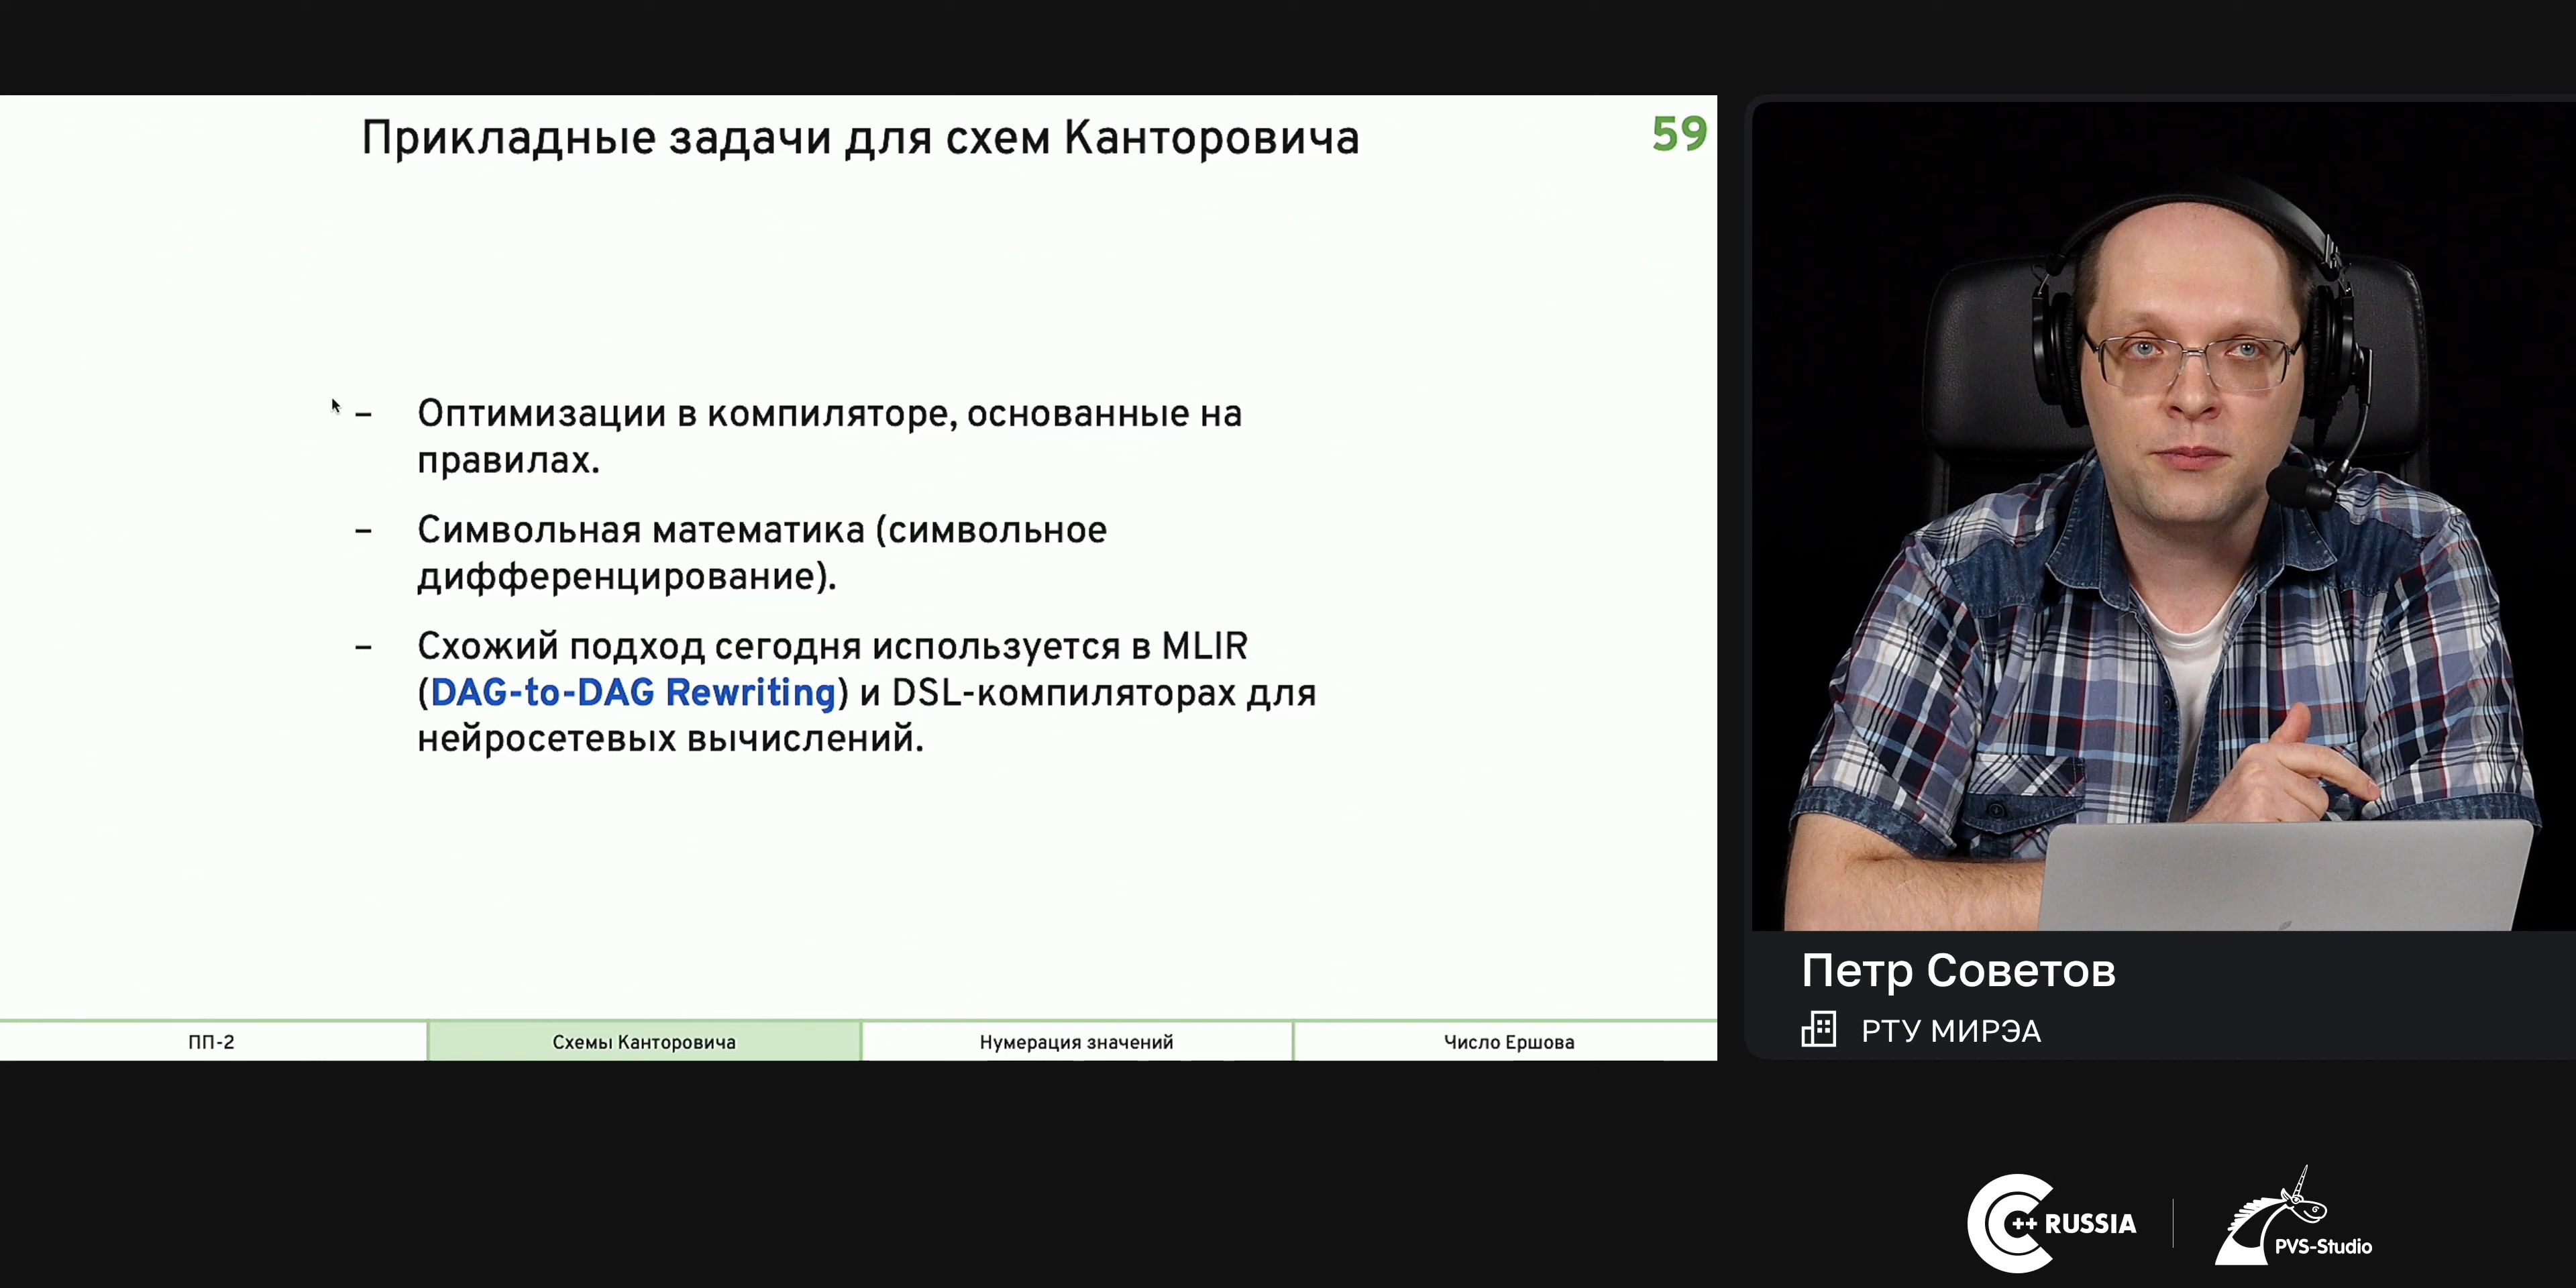 Прикладные задачи для схем Канторовича
59
– Оптимизации в компиляторе, основанные на
правилах.
– Символьная математика (символьное
дифференцирование).
– Схожий подход сегодня используется в MLIR
(DAG-to-DAG Rewriting) и DSL-компиляторах для
нейросетевых вычислений.
ПП-2
Схемы Канторовича
Нумерация значений
Число Ершова
Петр Советов
РТУ МИРЭА
C++ RUSSIA
PVS-Studio